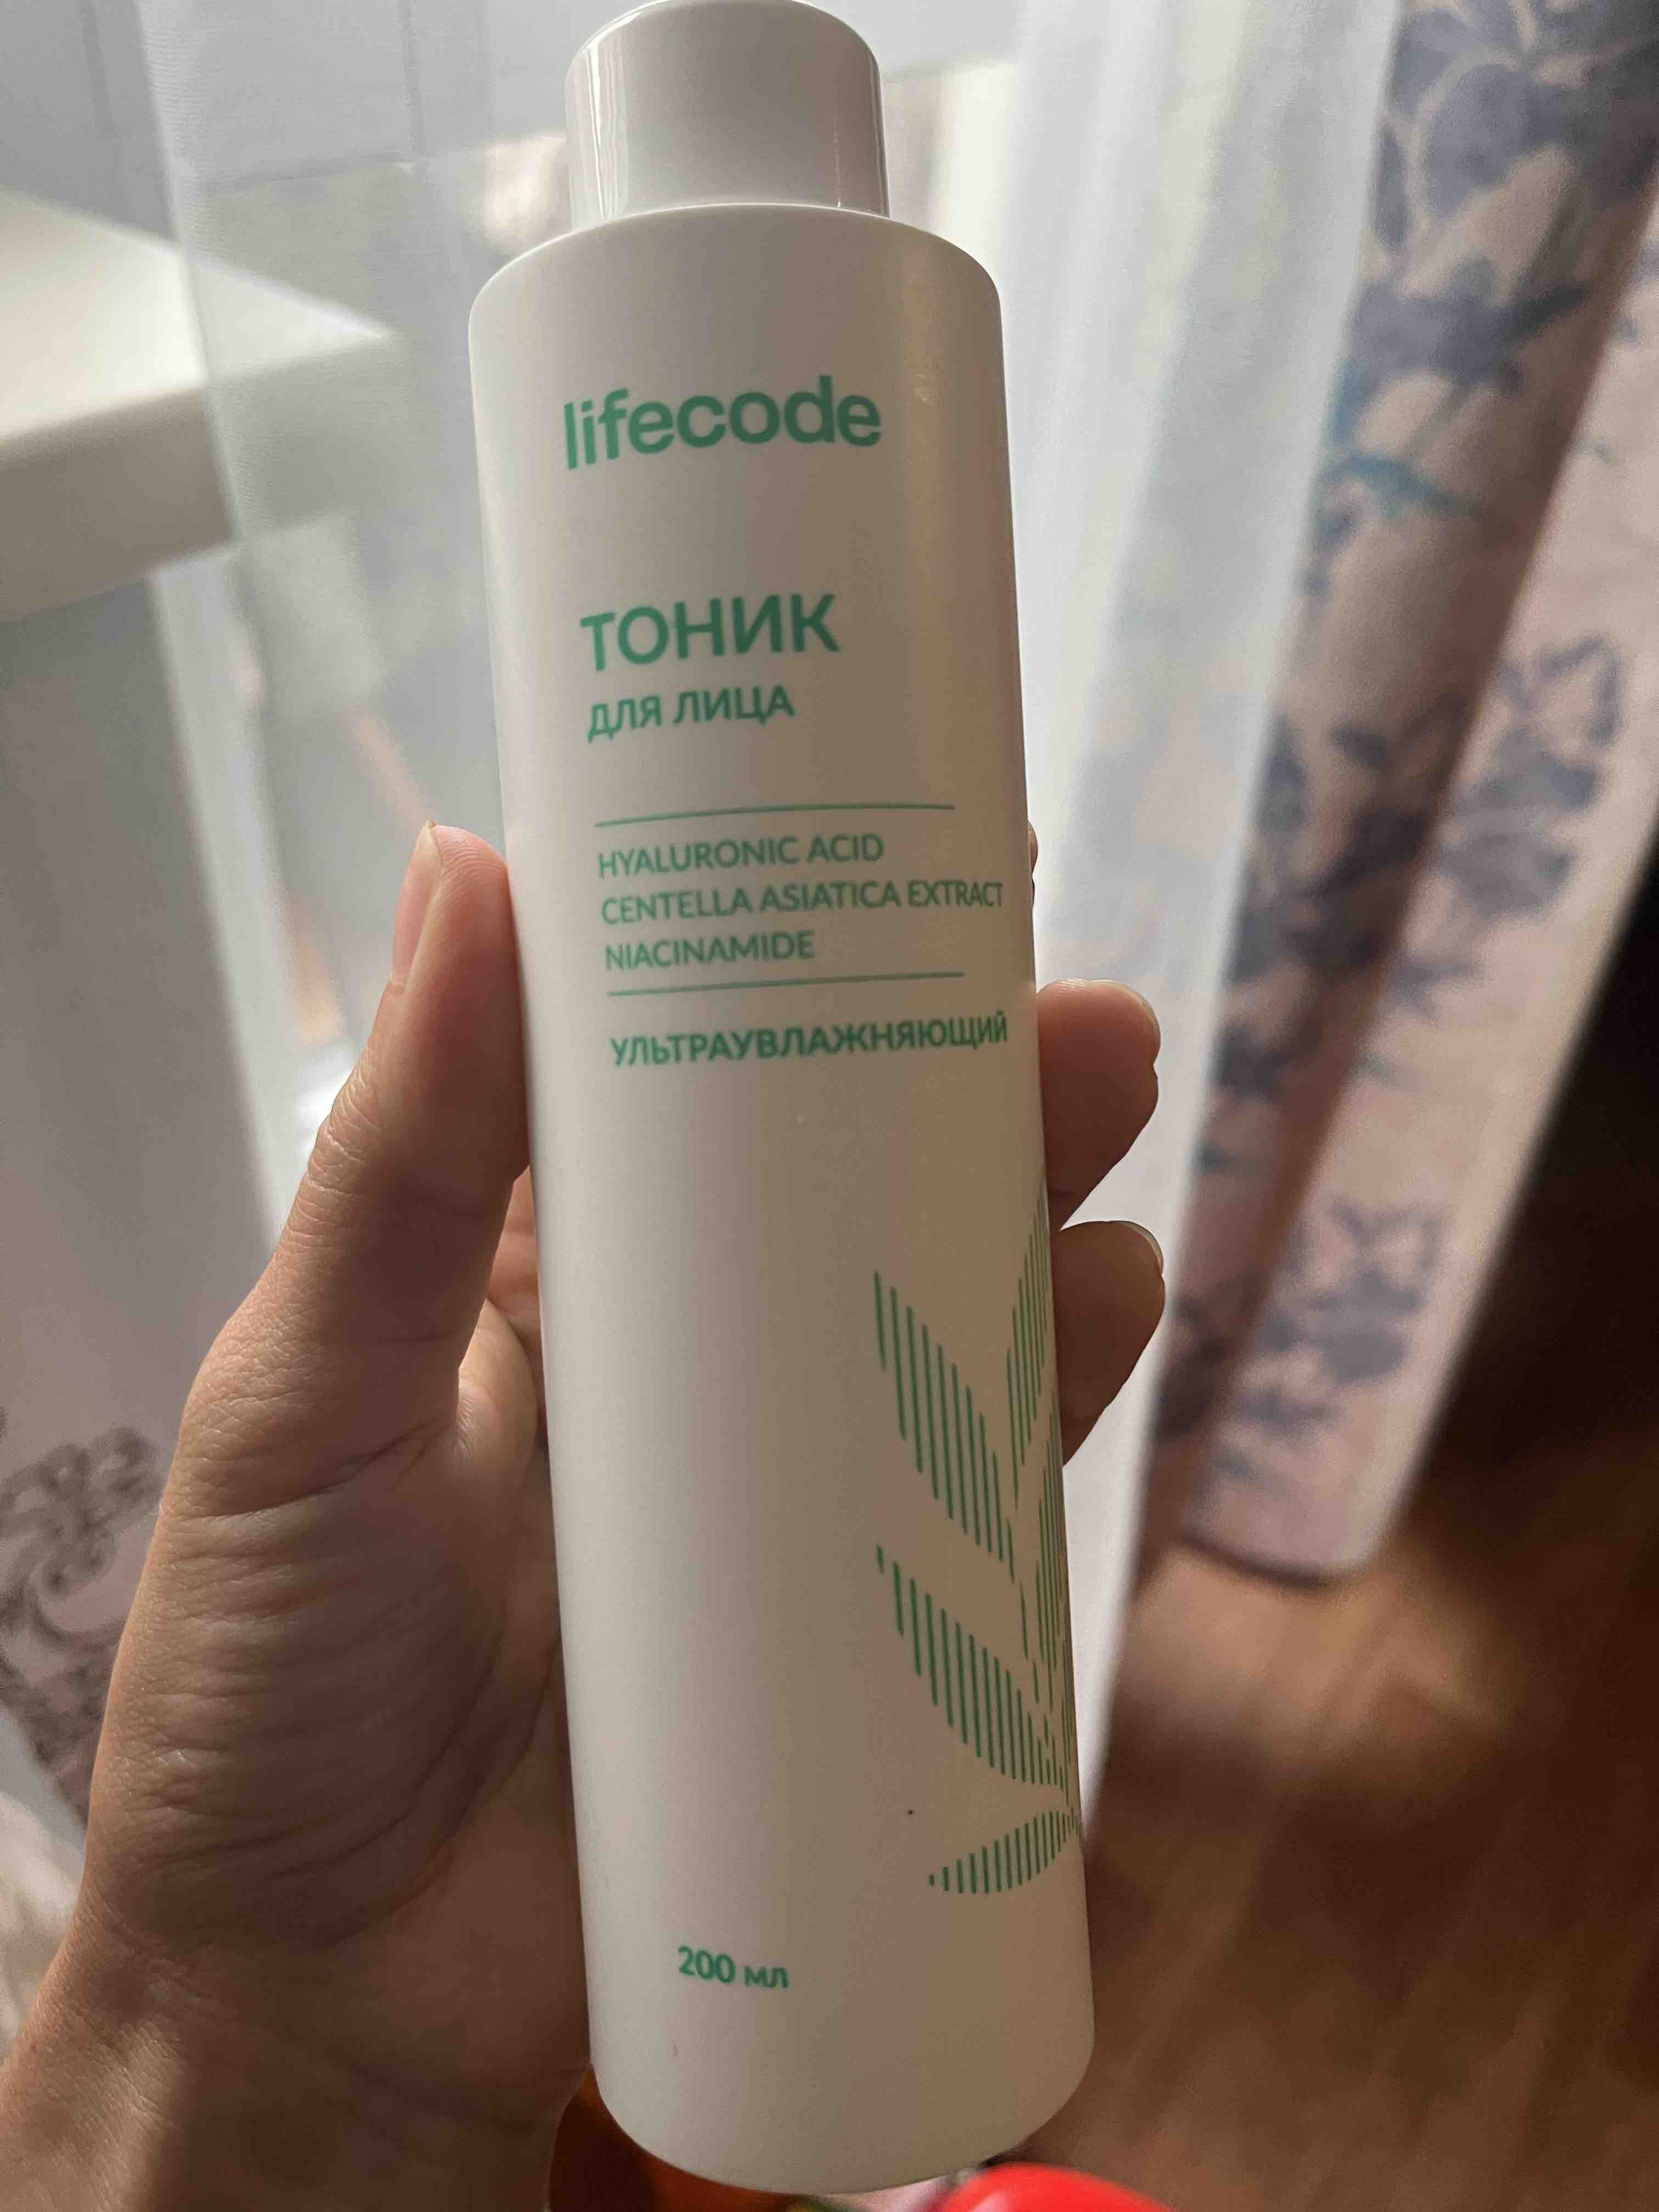 lifecode
ТОНИК
ДЛЯ ЛИЦА
HYALURONIC ACID
CENTELLA ASIATICA EXTRACT
NIACINAMIDE
УЛЬТРАУВЛАЖНЯЮЩИЙ
200 мл